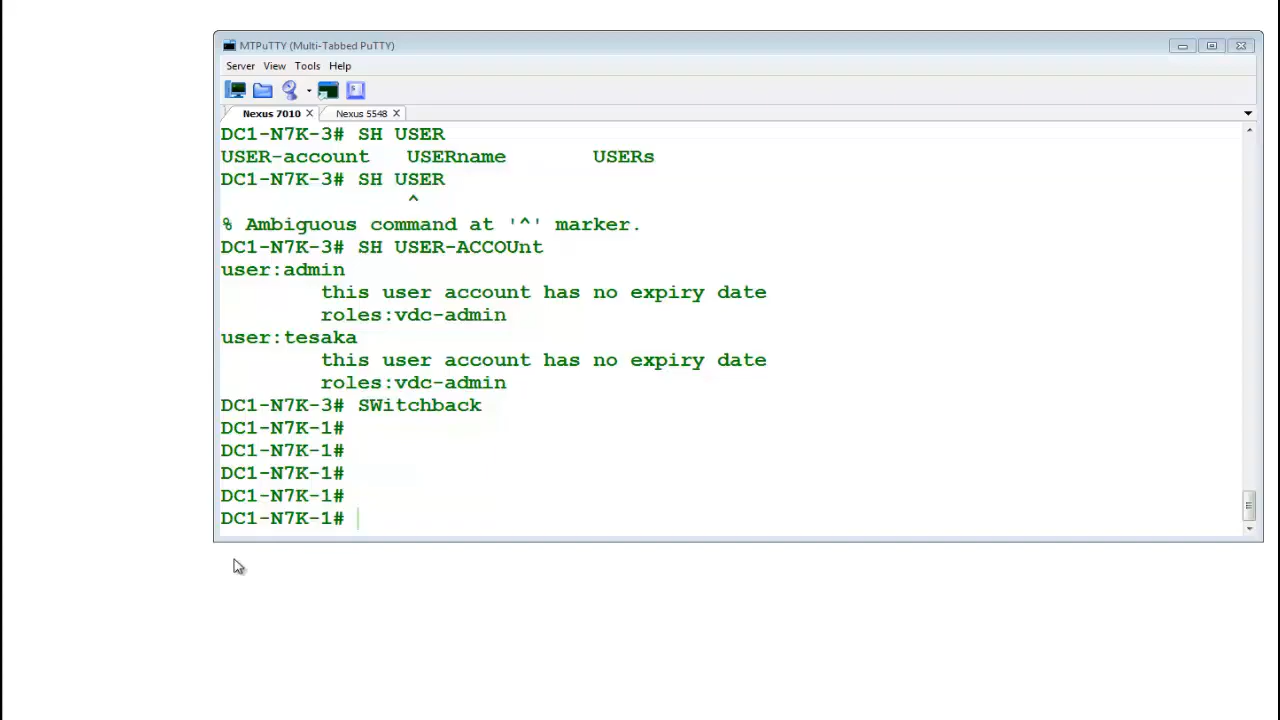 MTPuTTY (Multi-Tabbed PuTTY)
Server View Tools Help
Nexus 7010 Nexus 5548
DC1-N7K-3# SH USER
USER-account USERname USERs
DC1-N7K-3# SH USER
^
% Ambiguous command at '^' marker.
DC1-N7K-3# SH USER-ACCOUnt
user:admin
this user account has no expiry date
roles:vdc-admin
user:tesaka
this user account has no expiry date
roles:vdc-admin
DC1-N7K-3# SWitchback
DC1-N7K-1#
DC1-N7K-1#
DC1-N7K-1#
DC1-N7K-1#
DC1-N7K-1#